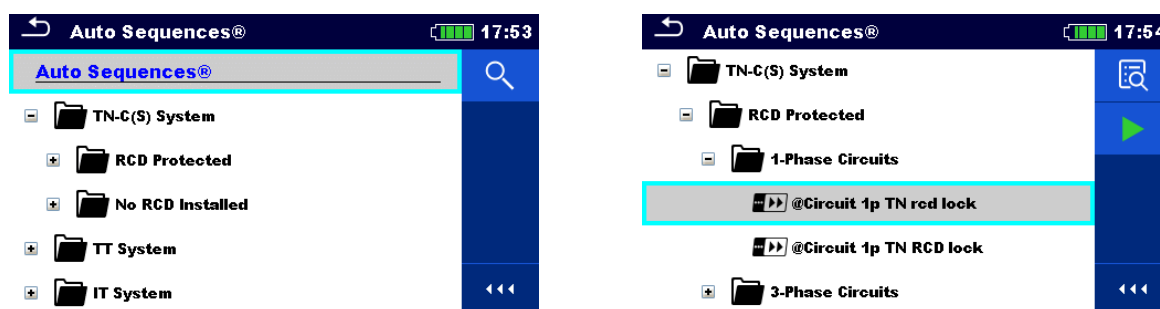 Auto Sequences®
17:53
Auto Sequences®
TN-C(S) System
RCD Protected
No RCD Installed
TT System
IT System
Auto Sequences®
17:54
TN-C(S) System
RCD Protected
1-Phase Circuits
@Circuit 1p TN rcd lock
@Circuit 1p TN RCD lock
3-Phase Circuits